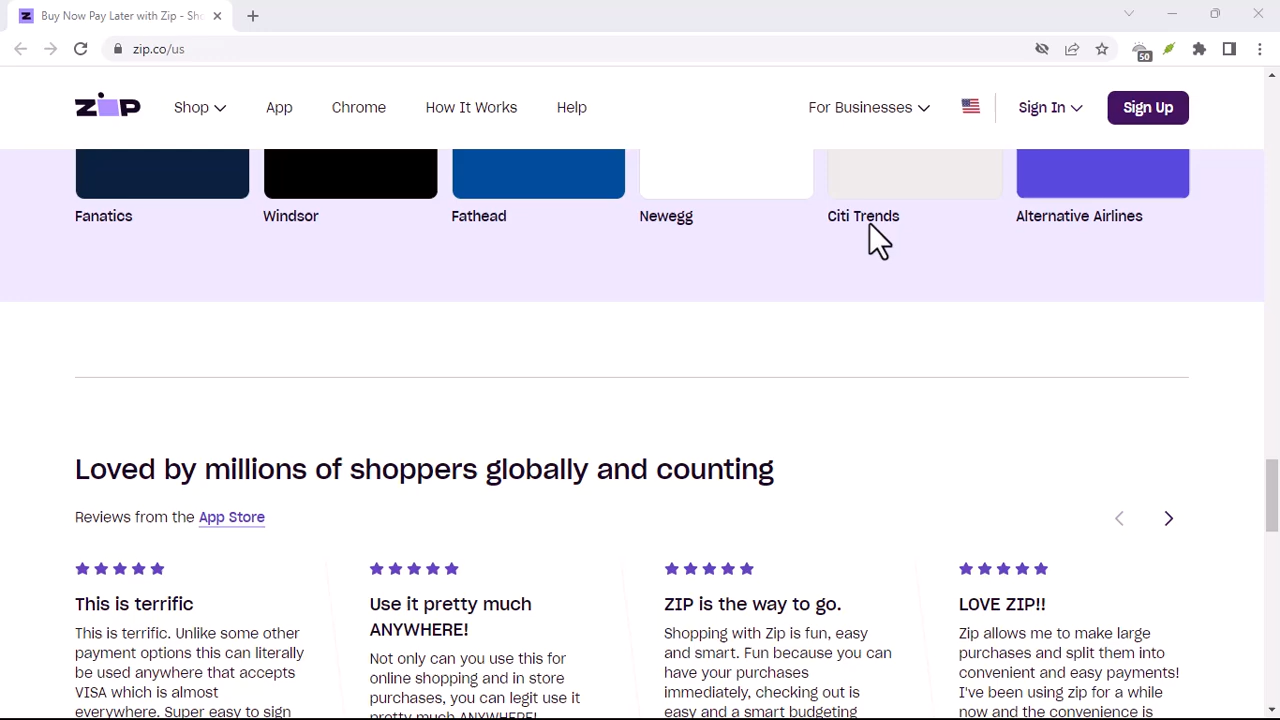 Buy Now Pay Later with Zip - Sh
zip.co/us
50
ZIP
Shop
App
Chrome
How It Works
Help
For Businesses
Sign In
Sign Up
Fanatics
Windsor
Fathead
Newegg
Citi Trends
Alternative Airlines
Loved by millions of shoppers globally and counting
Reviews from the App Store
This is terrific
This is terrific. Unlike some other
payment options this can literally
be used anywhere that accepts
VISA which is almost
everywhere. Super easy to sign
Use it pretty much
ANYWHERE!
Not only can you use this for
online shopping and in store
purchases, you can legit use it
pretty much ANYWHERE!
ZIP is the way to go.
Shopping with Zip is fun, easy
and smart. Fun because you can
have your purchases
immediately, checking out is
easy and a smart budgeting
LOVE ZIP!!
Zip allows me to make large
purchases and split them into
convenient and easy payments!
I've been using zip for a while
now and the convenience is